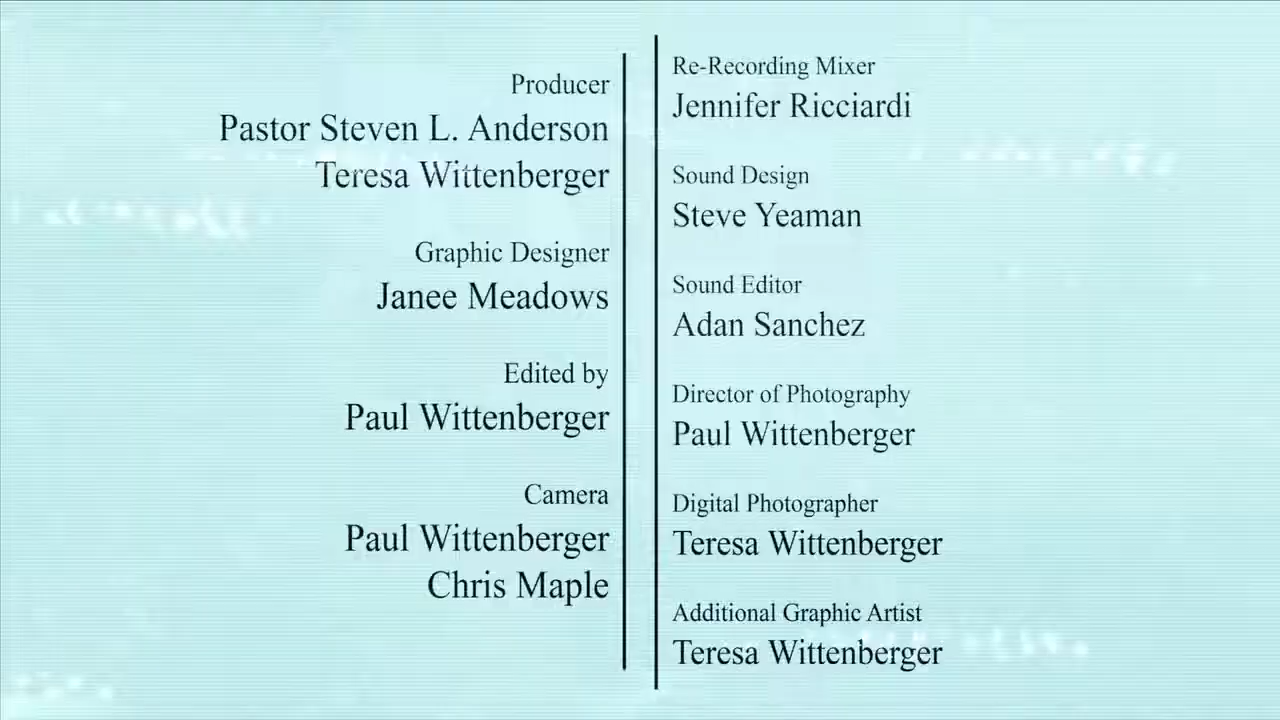 Producer
Pastor Steven L. Anderson
Teresa Wittenberger
Graphic Designer
Janee Meadows
Edited by
Paul Wittenberger
Camera
Paul Wittenberger
Chris Maple
Re-Recording Mixer
Jennifer Ricciardi
Sound Design
Steve Yeaman
Sound Editor
Adan Sanchez
Director of Photography
Paul Wittenberger
Digital Photographer
Teresa Wittenberger
Additional Graphic Artist
Teresa Wittenberger